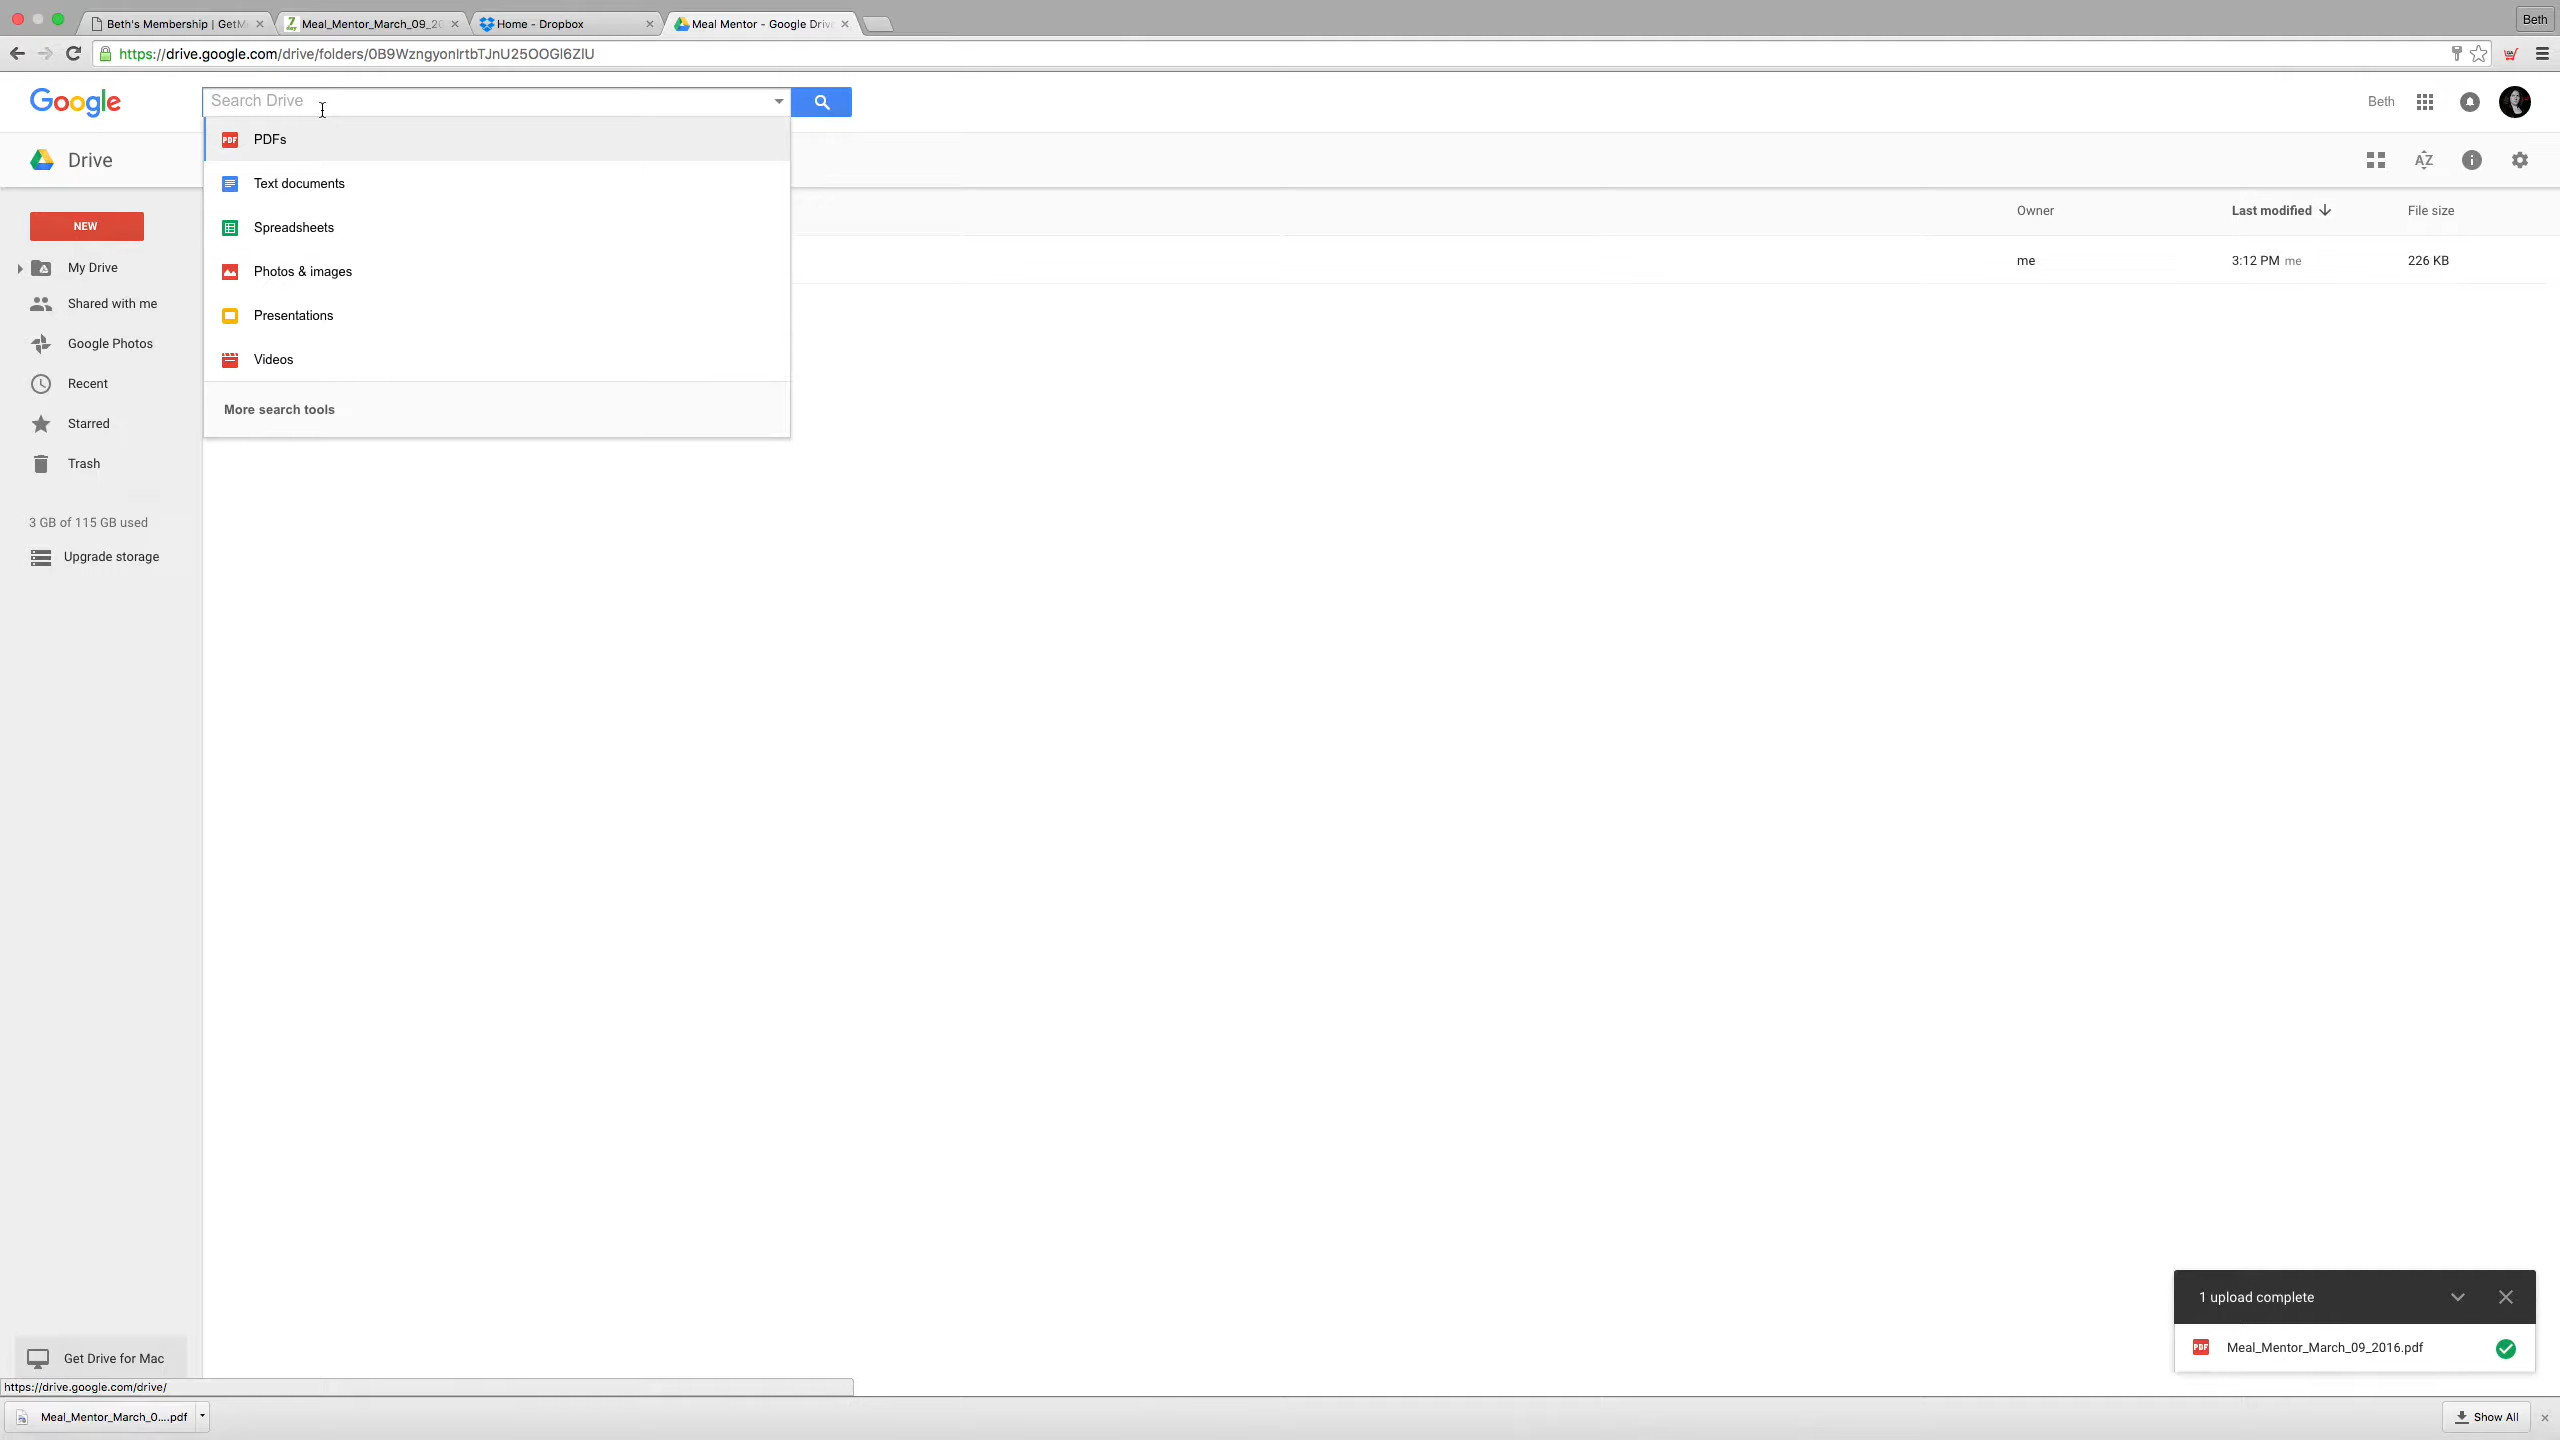 Beth's Membership | GetM
Meal_Mentor_March_09_20
Home - Dropbox
Meal Mentor - Google Driv
Beth
https://drive.google.com/drive/folders/0B9WzngyonIrtbTJnU25OOGl6ZlU
Google
Search Drive
Beth
PDF PDFs
Drive
AZ
Text documents
Owner
Last modified
File size
NEW
Spreadsheets
me
3:12 PM me
226 KB
My Drive
Photos & images
Shared with me
Presentations
Google Photos
Videos
Recent
More search tools
Starred
Trash
3 GB of 115 GB used
Upgrade storage
1 upload complete
PDF Meal_Mentor_March_09_2016.pdf
Get Drive for Mac
https://drive.google.com/drive/
Meal_Mentor_March_0....pdf
Show All